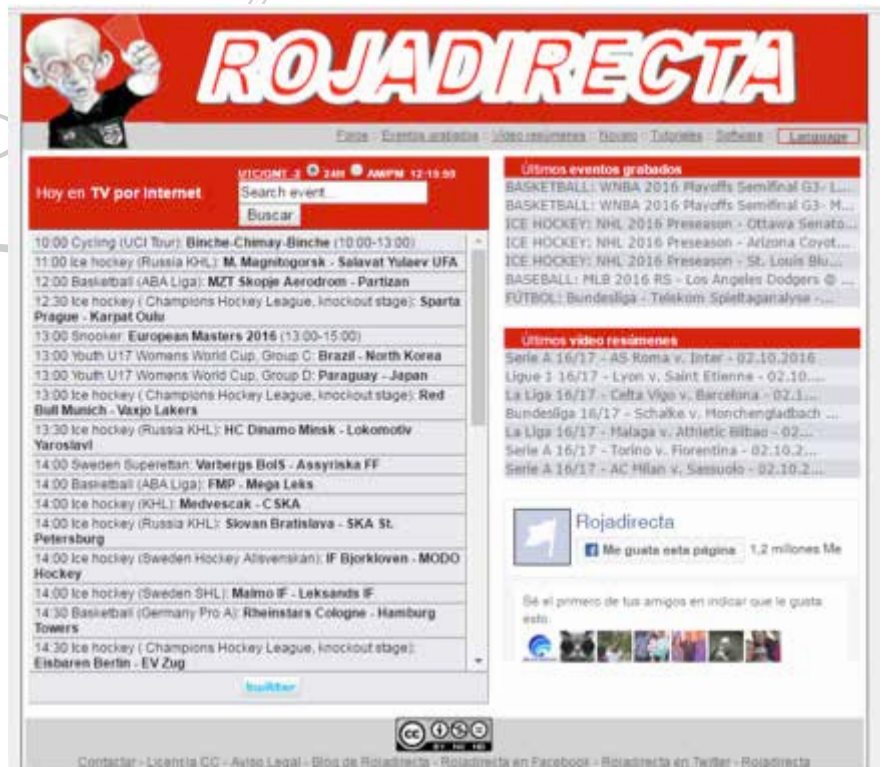 ROJADIRECTA
Foros - Eventos grabados - Vídeo resúmenes - Novato - Tutoriales - Software - Language
Hoy en TV por Internet
UTC/GMT -3 24H AM/PM
Search event...
Buscar
10:00 Cycling (UCI Tour): Binche-Chimay-Binche (10:00-13:00)
11:00 Ice hockey (Russia KHL): M. Magnitogorsk - Salavat Yulaev UFA
12:00 Basketball (ABA Liga): MZT Skopje Aerodrom - Partizan
12:30 Ice hockey ( Champions Hockey League, knockout stage): Sparta
Prague - Karpat Oulu
13:00 Snooker: European Masters 2016 (13:00-15:00)
13:00 Youth U17 Womens World Cup, Group C: Brazil - North Korea
13:00 Youth U17 Womens World Cup, Group D: Paraguay - Japan
13:00 Ice hockey ( Champions Hockey League, knockout stage): Red
Bull Munich - Vaxjo Lakers
13:30 Ice hockey (Russia KHL): HC Dinamo Minsk - Lokomotiv
Yaroslavl
14:00 Sweden Superettan: Varbergs BoIS - Assyriska FF
14:00 Basketball (ABA Liga): FMP - Mega Leks
14:00 Ice hockey (KHL): Medvescak - CSKA
14:00 Ice hockey (Russia KHL): Slovan Bratislava - SKA St.
Petersburg
14:00 Ice hockey (Sweden Hockey Allsvenskan): IF Bjorkloven - MODO
Hockey
14:00 Ice hockey (Sweden SHL): Malmo IF - Leksands IF
14:30 Basketball (Germany Pro A): Rheinstars Cologne - Hamburg
Towers
14:30 Ice hockey ( Champions Hockey League, knockout stage):
Eisbaren Berlin - EV Zug
twitter
Últimos eventos grabados
BASKETBALL: WNBA 2016 Playoffs Semifinal G3- L...
BASKETBALL: WNBA 2016 Playoffs Semifinal G3- M...
ICE HOCKEY: NHL 2016 Preseason - Ottawa Senato...
ICE HOCKEY: NHL 2016 Preseason - Arizona Coyot...
ICE HOCKEY: NHL 2016 Preseason - St. Louis Blu...
BASEBALL: MLB 2016 RS - Los Angeles Dodgers @ ...
FÚTBOL: Bundesliga - Telekom Spieltaganalyse -...
Últimos vídeo resúmenes
Serie A 16/17 - AS Roma v. Inter - 02.10.2016
Ligue 1 16/17 - Lyon v. Saint Etienne - 02.10....
La Liga 16/17 - Celta Vigo v. Barcelona - 02.1...
Bundesliga 16/17 - Schalke v. Monchengladbach ...
La Liga 16/17 - Malaga v. Athletic Bilbao - 02...
Serie A 16/17 - Torino v. Fiorentina - 02.10.2...
Serie A 16/17 - AC Milan v. Sassuolo - 02.10.2...
Rojadirecta
Me gusta esta página 1,2 millones Me
Sé el primero de tus amigos en indicar que le gusta
esto.
cc
BY NC ND
Contactar - Licencia CC - Aviso Legal - Blog de Rojadirecta - Rojadirecta en Facebook - Rojadirecta en Twitter - Rojadirecta